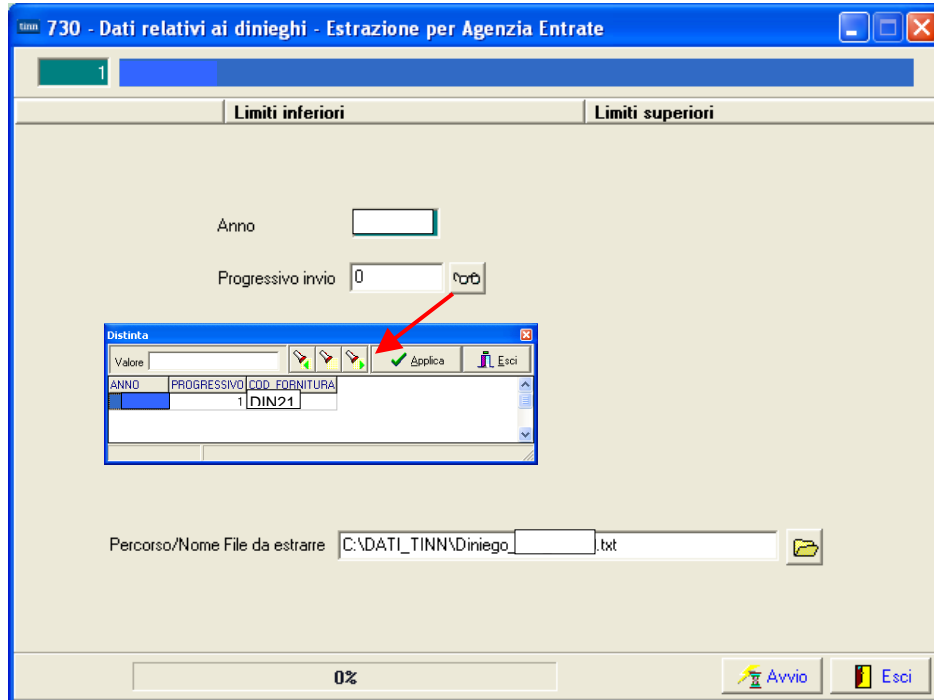 tinn 730 - Dati relativi ai dinieghi - Estrazione per Agenzia Entrate
1
Limiti inferiori Limiti superiori
Anno
Progressivo invio 0
Distinta
Valore Applica Esci
ANNO PROGRESSIVO COD_FORNITURA
1 DIN21
Percorso/Nome File da estrarre C:\DATI_TINN\Diniego_ .txt
0% Avvio Esci